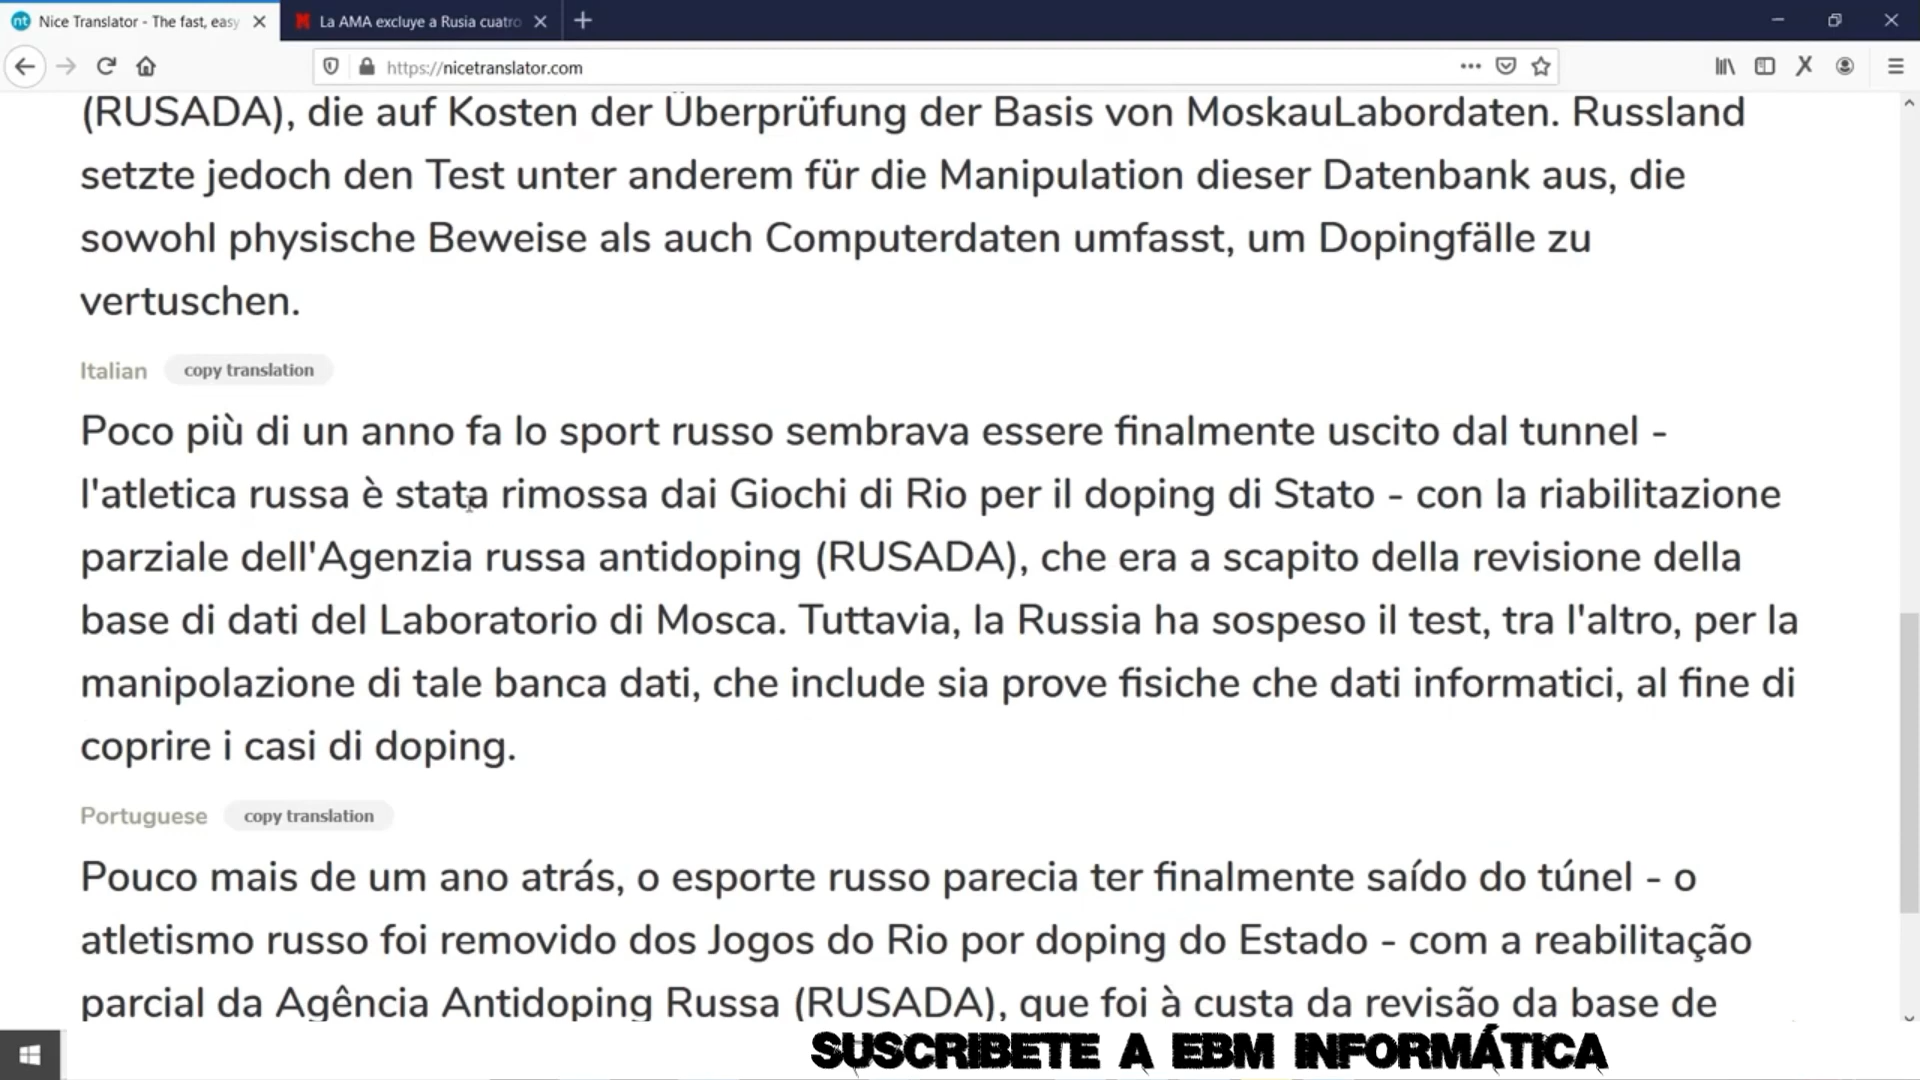 Nice Translator - The fast, easy
La AMA excluye a Rusia cuatro
https://nicetranslator.com
(RUSADA), die auf Kosten der Überprüfung der Basis von MoskauLabordaten. Russland
setzte jedoch den Test unter anderem für die Manipulation dieser Datenbank aus, die
sowohl physische Beweise als auch Computerdaten umfasst, um Dopingfälle zu
vertuschen.
Italian copy translation
Poco più di un anno fa lo sport russo sembrava essere finalmente uscito dal tunnel -
l'atletica russa è stata rimossa dai Giochi di Rio per il doping di Stato - con la riabilitazione
parziale dell'Agenzia russa antidoping (RUSADA), che era a scapito della revisione della
base di dati del Laboratorio di Mosca. Tuttavia, la Russia ha sospeso il test, tra l'altro, per la
manipolazione di tale banca dati, che include sia prove fisiche che dati informatici, al fine di
coprire i casi di doping.
Portuguese copy translation
Pouco mais de um ano atrás, o esporte russo parecia ter finalmente saído do túnel - o
atletismo russo foi removido dos Jogos do Rio por doping do Estado - com a reabilitação
parcial da Agência Antidoping Russa (RUSADA), que foi à custa da revisão da base de
SUSCRIBETE A EBM INFORMÁTICA